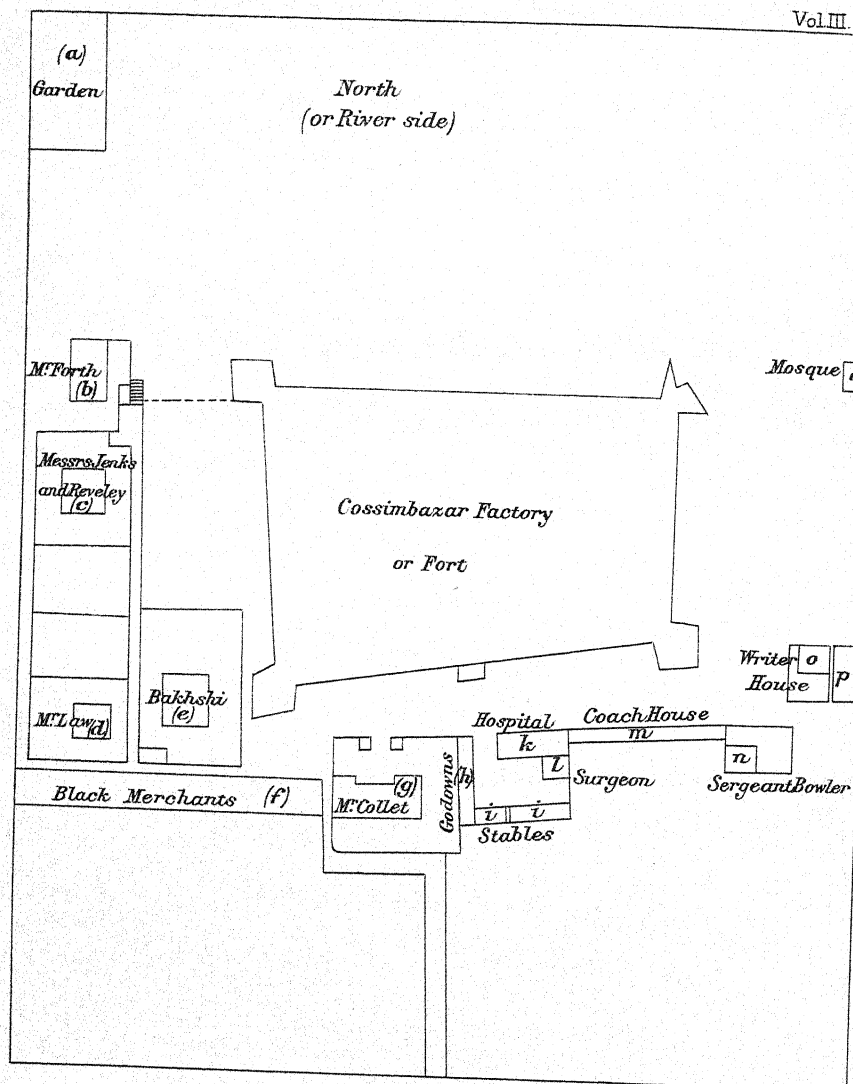 Vol.III.
(a)
Garden
North
(or River side)
Mr Forth
(b)
Mosque
Messrs Jenks
and Reveley
(c)
Cossimbazar Factory
or Fort
Writer
House
o
p
Bakhshi
(e)
Mr Law (d)
Hospital
k
Coach House
m
l
Surgeon
n
Sergeant Bowler
Black Merchants (f)
(g)
Mr Collet
Godowns (h)
i i
Stables